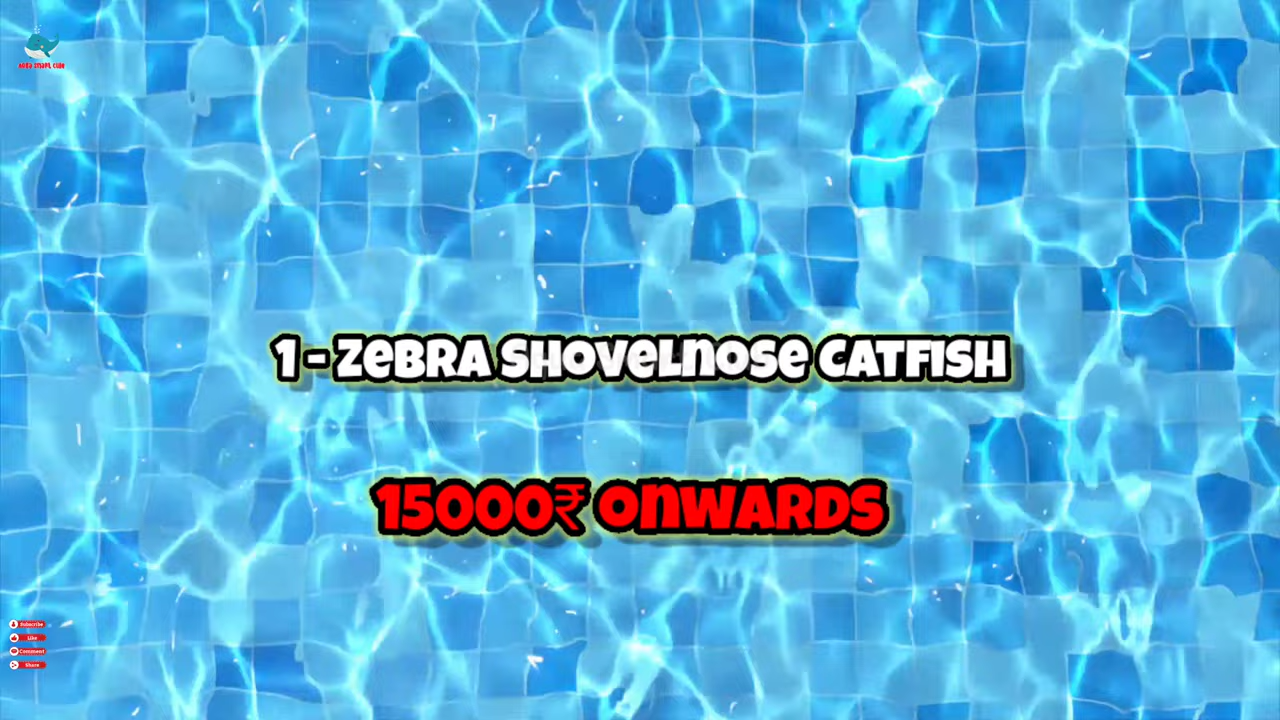 1 - Zebra Shovelnose Catfish
15000₹ Onwards
Subscribe
Like
Comment
Share